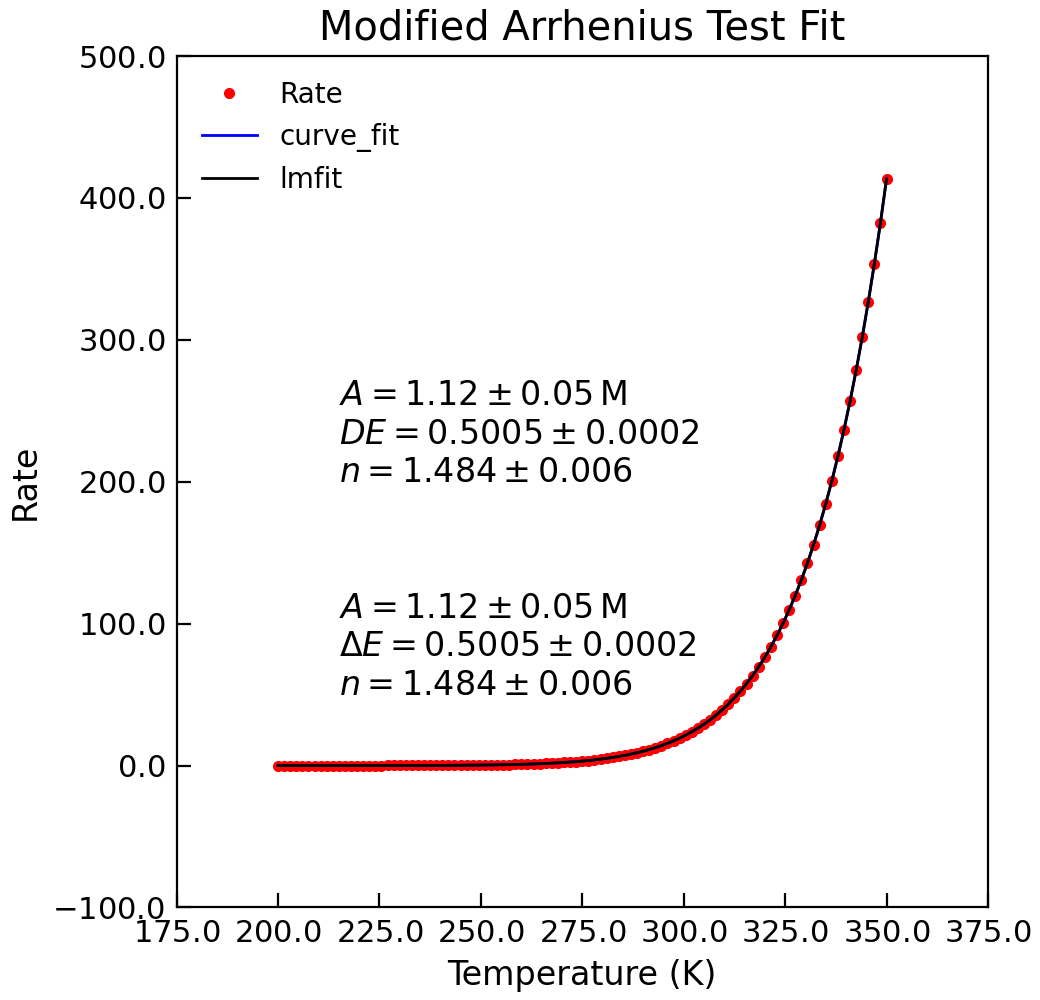 Modified Arrhenius Test Fit
500.0
400.0
300.0
200.0
100.0
0.0
−100.0
Rate
Rate
curve_fit
lmfit
A = 1.12 ± 0.05 M
DE = 0.5005 ± 0.0002
n = 1.484 ± 0.006
A = 1.12 ± 0.05 M
ΔE = 0.5005 ± 0.0002
n = 1.484 ± 0.006
175.0 200.0 225.0 250.0 275.0 300.0 325.0 350.0 375.0
Temperature (K)